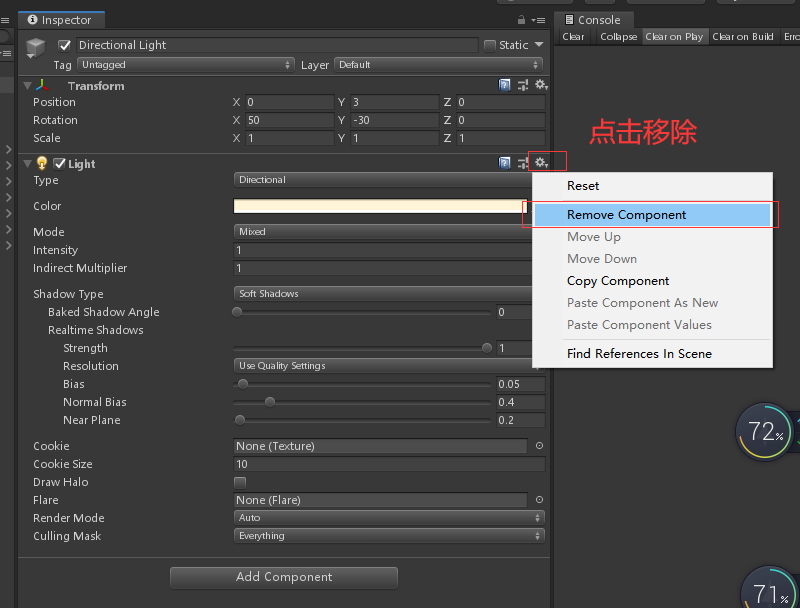 Inspector
Console
Directional Light
Static
Clear Collapse Clear on Play Clear on Build
Tag Untagged Layer Default
Transform
Position X 0 Y 3 Z 0
Rotation X 50 Y -30 Z 0
Scale X 1 Y 1 Z 1
点击移除
Light
Type Directional
Color
Mode Mixed
Intensity 1
Indirect Multiplier 1
Shadow Type Soft Shadows
Baked Shadow Angle 0
Realtime Shadows
Strength 1
Resolution Use Quality Settings
Bias 0.05
Normal Bias 0.4
Near Plane 0.2
Cookie None (Texture)
Cookie Size 10
Draw Halo
Flare None (Flare)
Render Mode Auto
Culling Mask Everything
Add Component
Reset
Remove Component
Move Up
Move Down
Copy Component
Paste Component As New
Paste Component Values
Find References In Scene
72%
71%